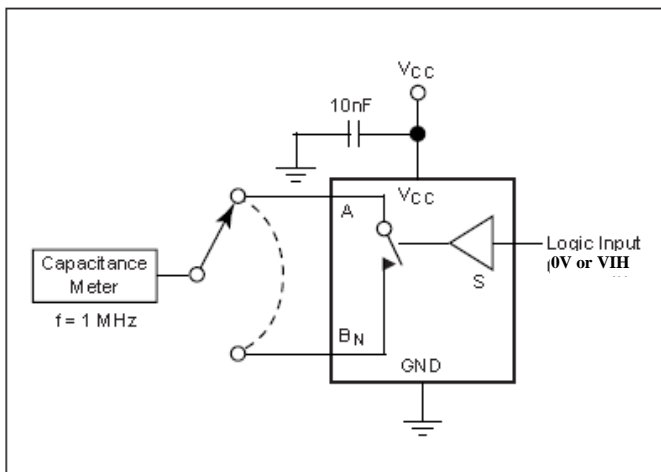 VCC
10nF
VCC
A
Logic Input
(0V or VIH
S
Capacitance
Meter
f = 1 MHz
BN
GND